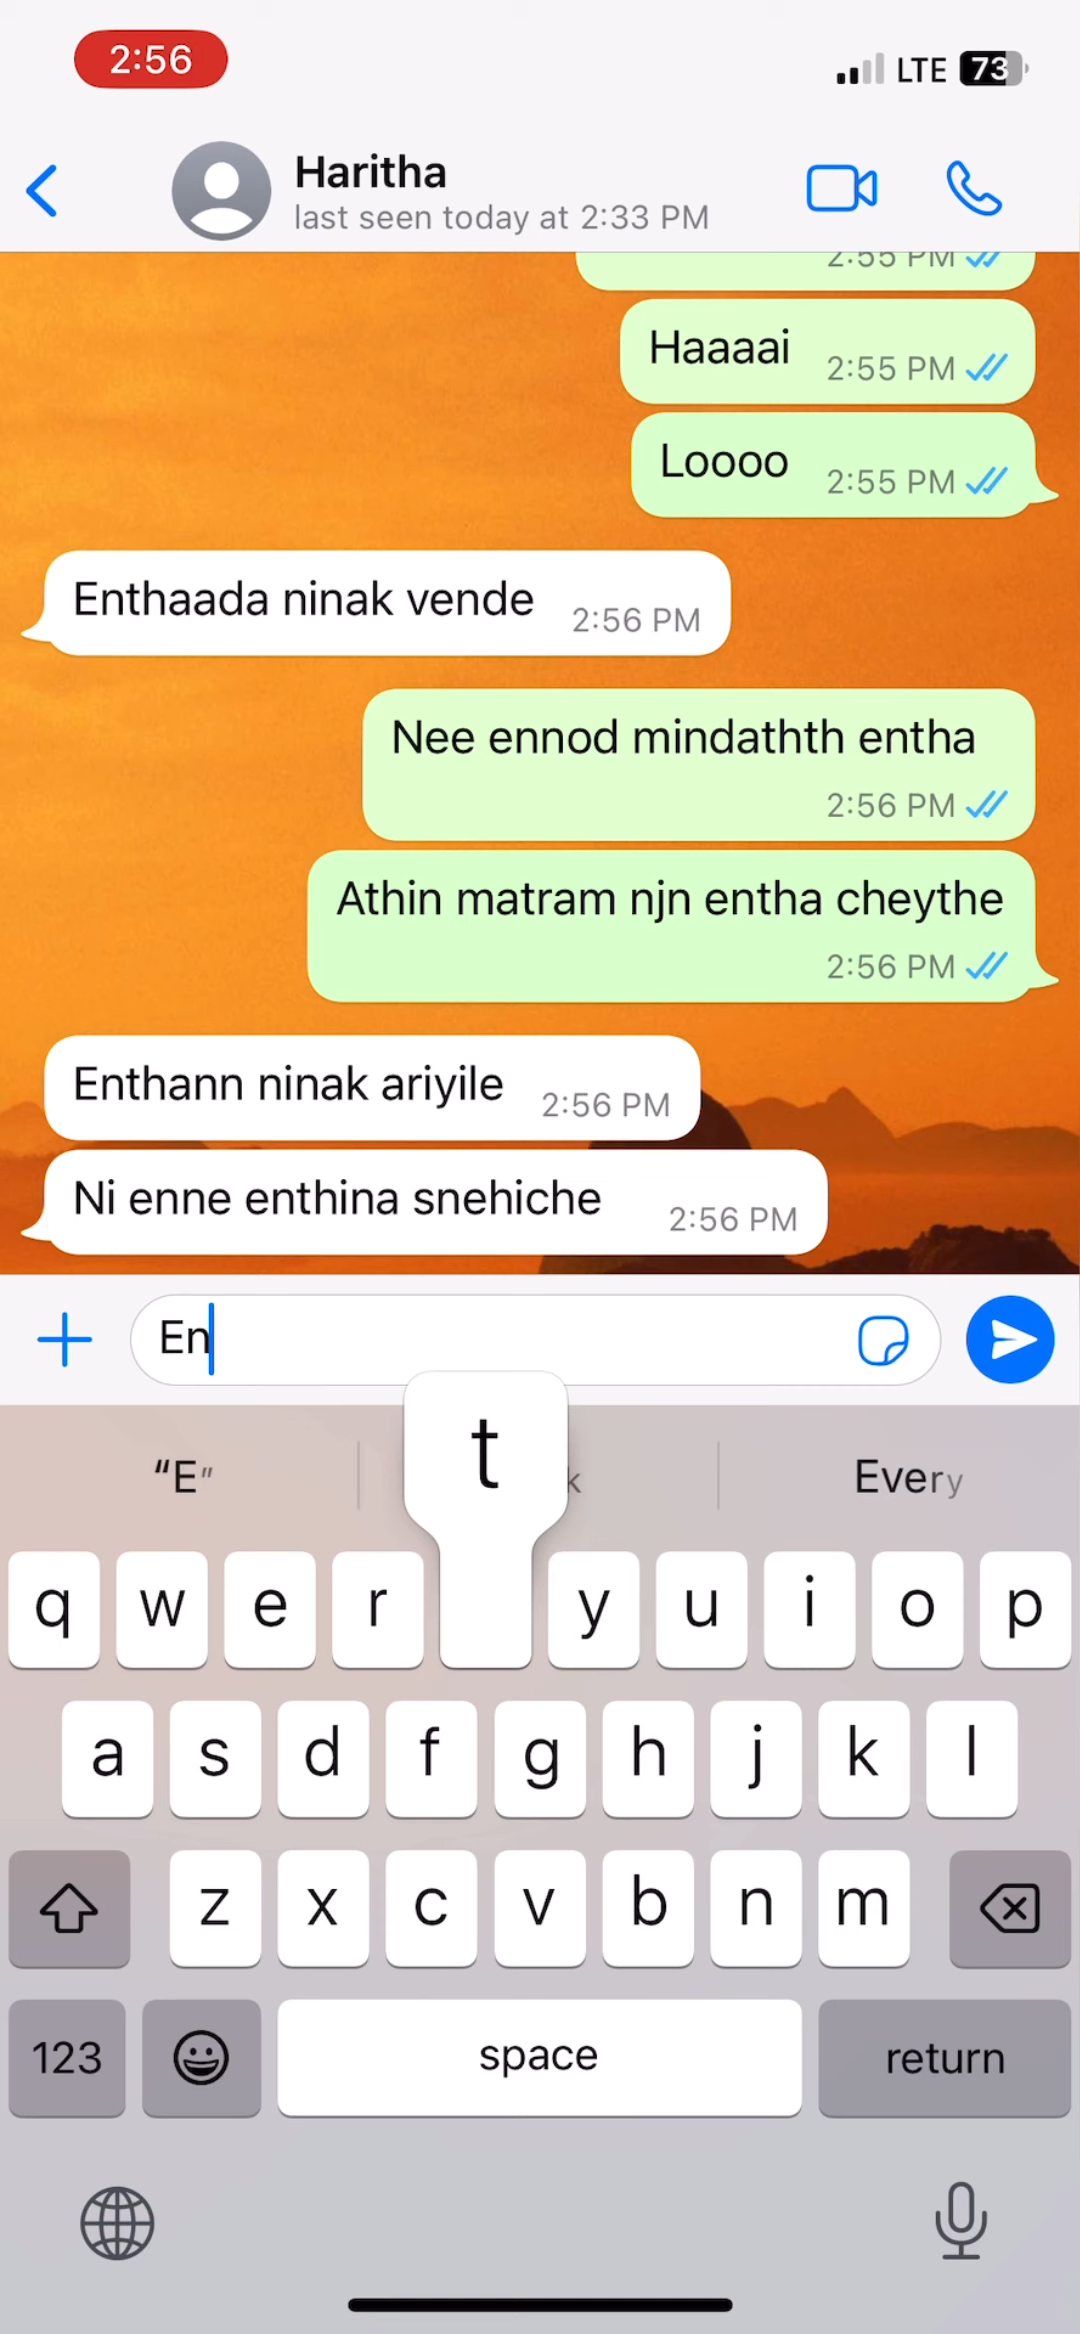 2:56
LTE 73
Haritha
last seen today at 2:33 PM
2:55 PM
Haaaai 2:55 PM
Loooo 2:55 PM
Enthaada ninak vende 2:56 PM
Nee ennod mindathth entha
2:56 PM
Athin matram njn entha cheythe
2:56 PM
Enthann ninak ariyile 2:56 PM
Ni enne enthina snehiche 2:56 PM
En
t
"E" k Every
q w e r y u i o p
a s d f g h j k l
z x c v b n m
123 space return